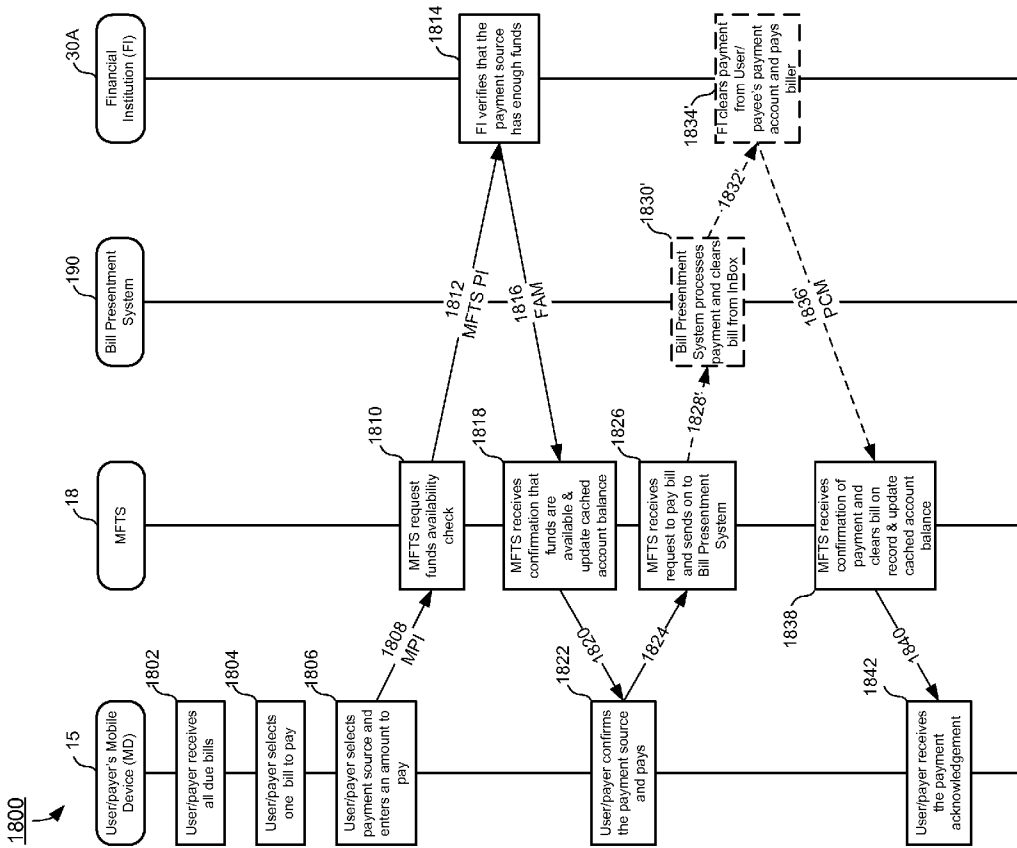 1800
15
User/payer's Mobile
Device (MD)
18
MFTS
190
Bill Presentment
System
30A
Financial
Institution (FI)
1802
User/payer receives
all due bills
1804
User/payer selects
one bill to pay
1806
User/payer selects
payment source and
enters an amount to
pay
1808
MPI
1810
MFTS request
funds availability
check
1812
MFTS PI
1814
FI verifies that the
payment source
has enough funds
1816
FAM
1818
MFTS receives
confirmation that
funds are
available &
update cached
account balance
1820
1822
User/payer confirms
the payment source
and pays
1824
1826
MFTS receives
request to pay bill
and sends on to
Bill Presentment
System
1828'
1830'
Bill Presentment
System processes
payment and clears
bill from InBox
1832'
1834'
FI clears payment
from User/
payee's payment
account and pays
biller
1836'
PCM
1838
MFTS receives
confirmation of
payment and
clears bill on
record & update
cached account
balance
1840
1842
User/payer receives
the payment
acknowledgement